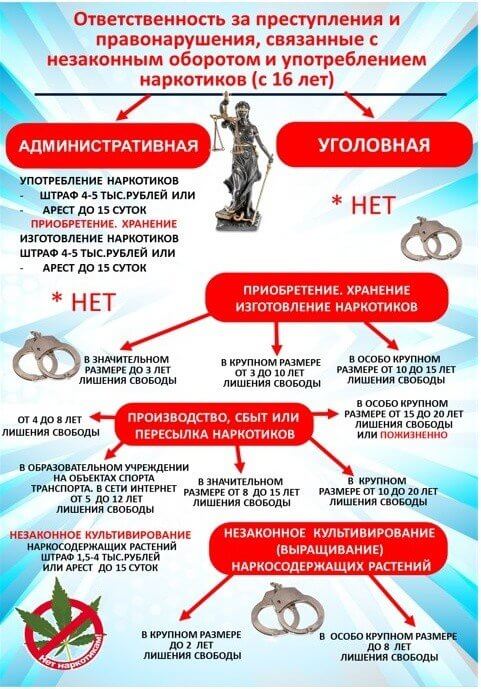 Ответственность за преступления и
правонарушения, связанные с
незаконным оборотом и употреблением
наркотиков (с 16 лет)
АДМИНИСТРАТИВНАЯ
УПОТРЕБЛЕНИЕ НАРКОТИКОВ
- ШТРАФ 4-5 ТЫС.РУБЛЕЙ ИЛИ
- АРЕСТ ДО 15 СУТОК
ПРИОБРЕТЕНИЕ. ХРАНЕНИЕ
ИЗГОТОВЛЕНИЕ НАРКОТИКОВ
ШТРАФ 4-5 ТЫС.РУБЛЕЙ ИЛИ
- АРЕСТ ДО 15 СУТОК
* НЕТ
УГОЛОВНАЯ
* НЕТ
ПРИОБРЕТЕНИЕ. ХРАНЕНИЕ
ИЗГОТОВЛЕНИЕ НАРКОТИКОВ
В ЗНАЧИТЕЛЬНОМ
РАЗМЕРЕ ДО 3 ЛЕТ
ЛИШЕНИЯ СВОБОДЫ
В КРУПНОМ РАЗМЕРЕ
ОТ 3 ДО 10 ЛЕТ
ЛИШЕНИЯ СВОБОДЫ
В ОСОБО КРУПНОМ
РАЗМЕРЕ ОТ 10 ДО 15 ЛЕТ
ЛИШЕНИЯ СВОБОДЫ
ПРОИЗВОДСТВО, СБЫТ ИЛИ
ПЕРЕСЫЛКА НАРКОТИКОВ
ОТ 4 ДО 8 ЛЕТ
ЛИШЕНИЯ СВОБОДЫ
В ОСОБО КРУПНОМ
РАЗМЕРЕ ОТ 15 ДО 20 ЛЕТ
ЛИШЕНИЯ СВОБОДЫ
ИЛИ ПОЖИЗНЕННО
В ОБРАЗОВАТЕЛЬНОМ УЧРЕЖДЕНИИ
НА ОБЪЕКТАХ СПОРТА
ТРАНСПОРТА. В СЕТИ ИНТЕРНЕТ
ОТ 5 ДО 12 ЛЕТ
ЛИШЕНИЯ СВОБОДЫ
В ЗНАЧИТЕЛЬНОМ
РАЗМЕРЕ ОТ 8 ДО 15 ЛЕТ
ЛИШЕНИЯ СВОБОДЫ
В КРУПНОМ
РАЗМЕРЕ ОТ 10 ДО 20 ЛЕТ
ЛИШЕНИЯ СВОБОДЫ
НЕЗАКОННОЕ КУЛЬТИВИРОВАНИЕ
НАРКОСОДЕРЖАЩИХ РАСТЕНИЙ
ШТРАФ 1,5-4 ТЫС.РУБЛЕЙ
ИЛИ АРЕСТ ДО 15 СУТОК
НЕЗАКОННОЕ КУЛЬТИВИРОВАНИЕ
(ВЫРАЩИВАНИЕ)
НАРКОСОДЕРЖАЩИХ РАСТЕНИЙ
Нет наркотикам!
В КРУПНОМ РАЗМЕРЕ
ДО 2 ЛЕТ
ЛИШЕНИЯ СВОБОДЫ
В ОСОБО КРУПНОМ РАЗМЕРЕ
ДО 8 ЛЕТ
ЛИШЕНИЯ СВОБОДЫ